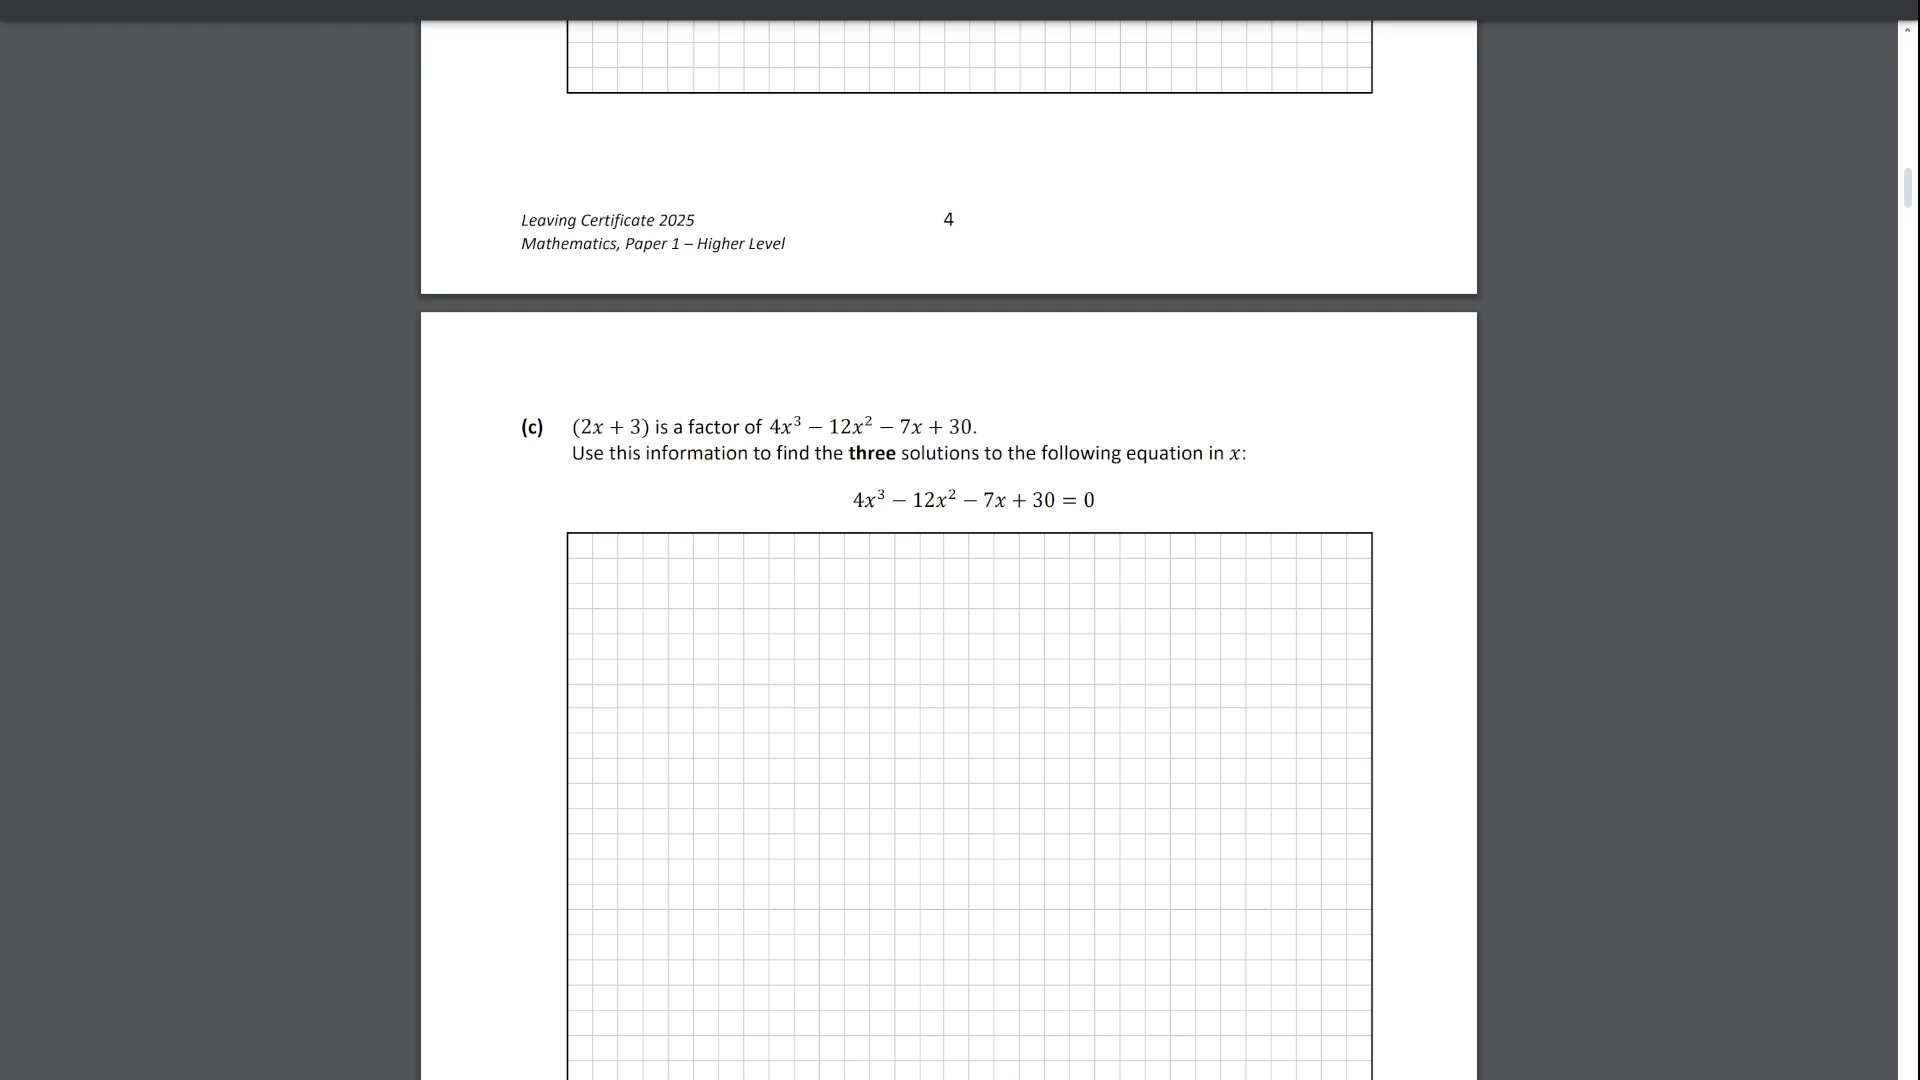 Leaving Certificate 2025
4
Mathematics, Paper 1 – Higher Level
(c) (2x + 3) is a factor of 4x³ − 12x² − 7x + 30.
Use this information to find the three solutions to the following equation in x:
4x³ − 12x² − 7x + 30 = 0